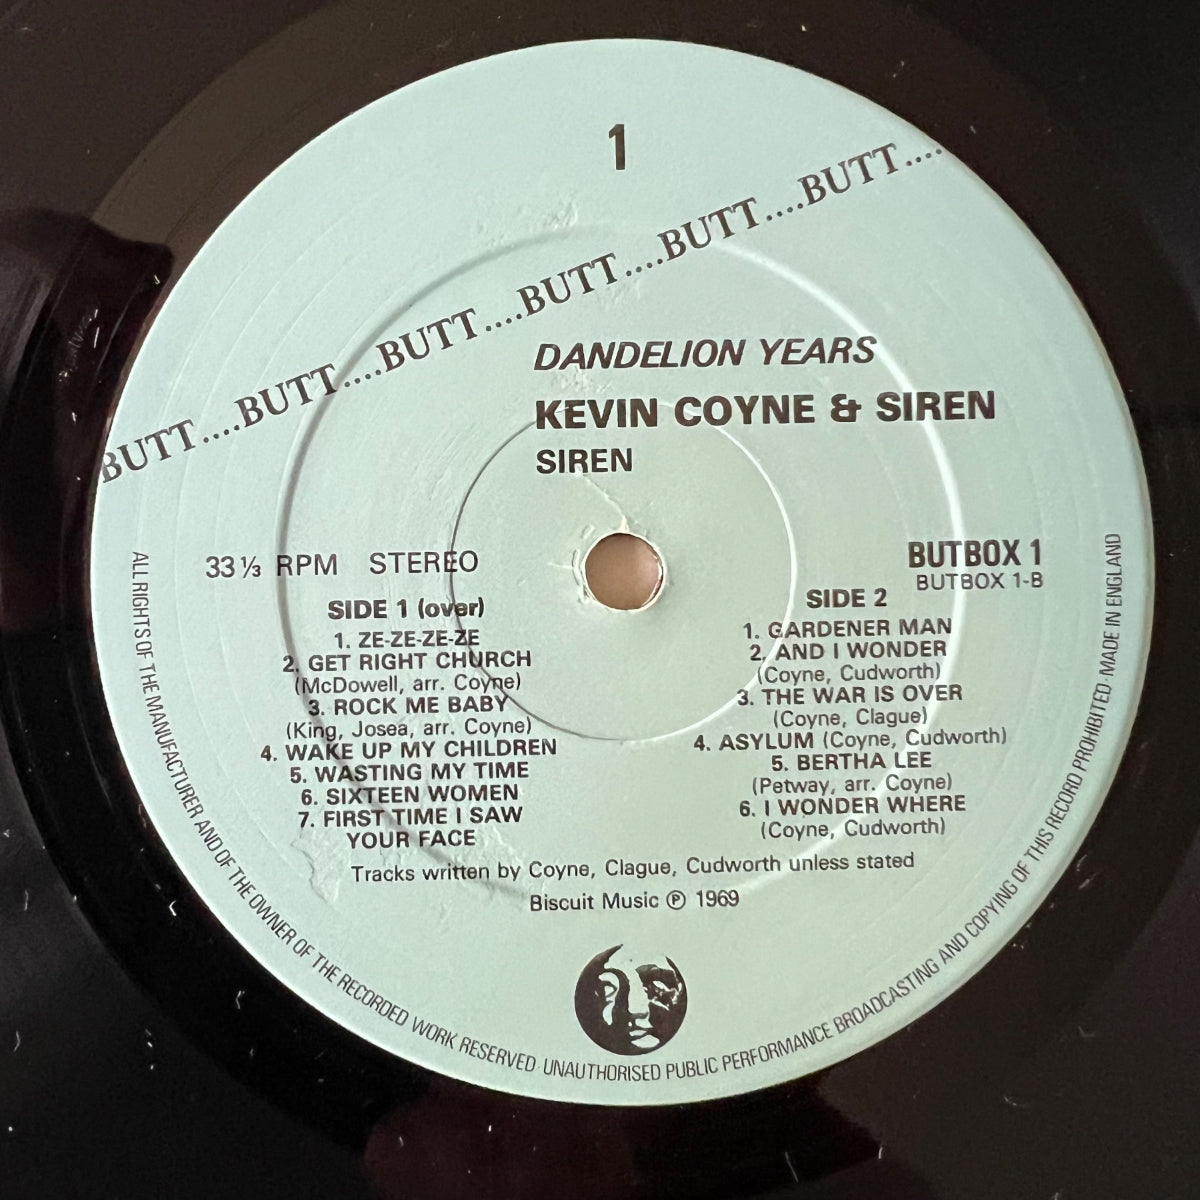 1
BUTT....BUTT....BUTT....BUTT....BUTT....BUTT....
DANDELION YEARS
KEVIN COYNE & SIREN
SIREN
33⅓ RPM STEREO
BUTBOX 1
BUTBOX 1-B
SIDE 1 (over)
1. ZE-ZE-ZE-ZE
2. GET RIGHT CHURCH
(McDowell, arr. Coyne)
3. ROCK ME BABY
(King, Josea, arr. Coyne)
4. WAKE UP MY CHILDREN
5. WASTING MY TIME
6. SIXTEEN WOMEN
7. FIRST TIME I SAW
YOUR FACE
SIDE 2
1. GARDENER MAN
2. AND I WONDER
(Coyne, Cudworth)
3. THE WAR IS OVER
(Coyne, Clague)
4. ASYLUM (Coyne, Cudworth)
5. BERTHA LEE
(Petway, arr. Coyne)
6. I WONDER WHERE
(Coyne, Cudworth)
Tracks written by Coyne, Clague, Cudworth unless stated
Biscuit Music ℗ 1969
ALL RIGHTS OF THE MANUFACTURER AND OF THE OWNER OF THE RECORDED WORK RESERVED · UNAUTHORISED PUBLIC PERFORMANCE BROADCASTING AND COPYING OF THIS RECORD PROHIBITED · MADE IN ENGLAND